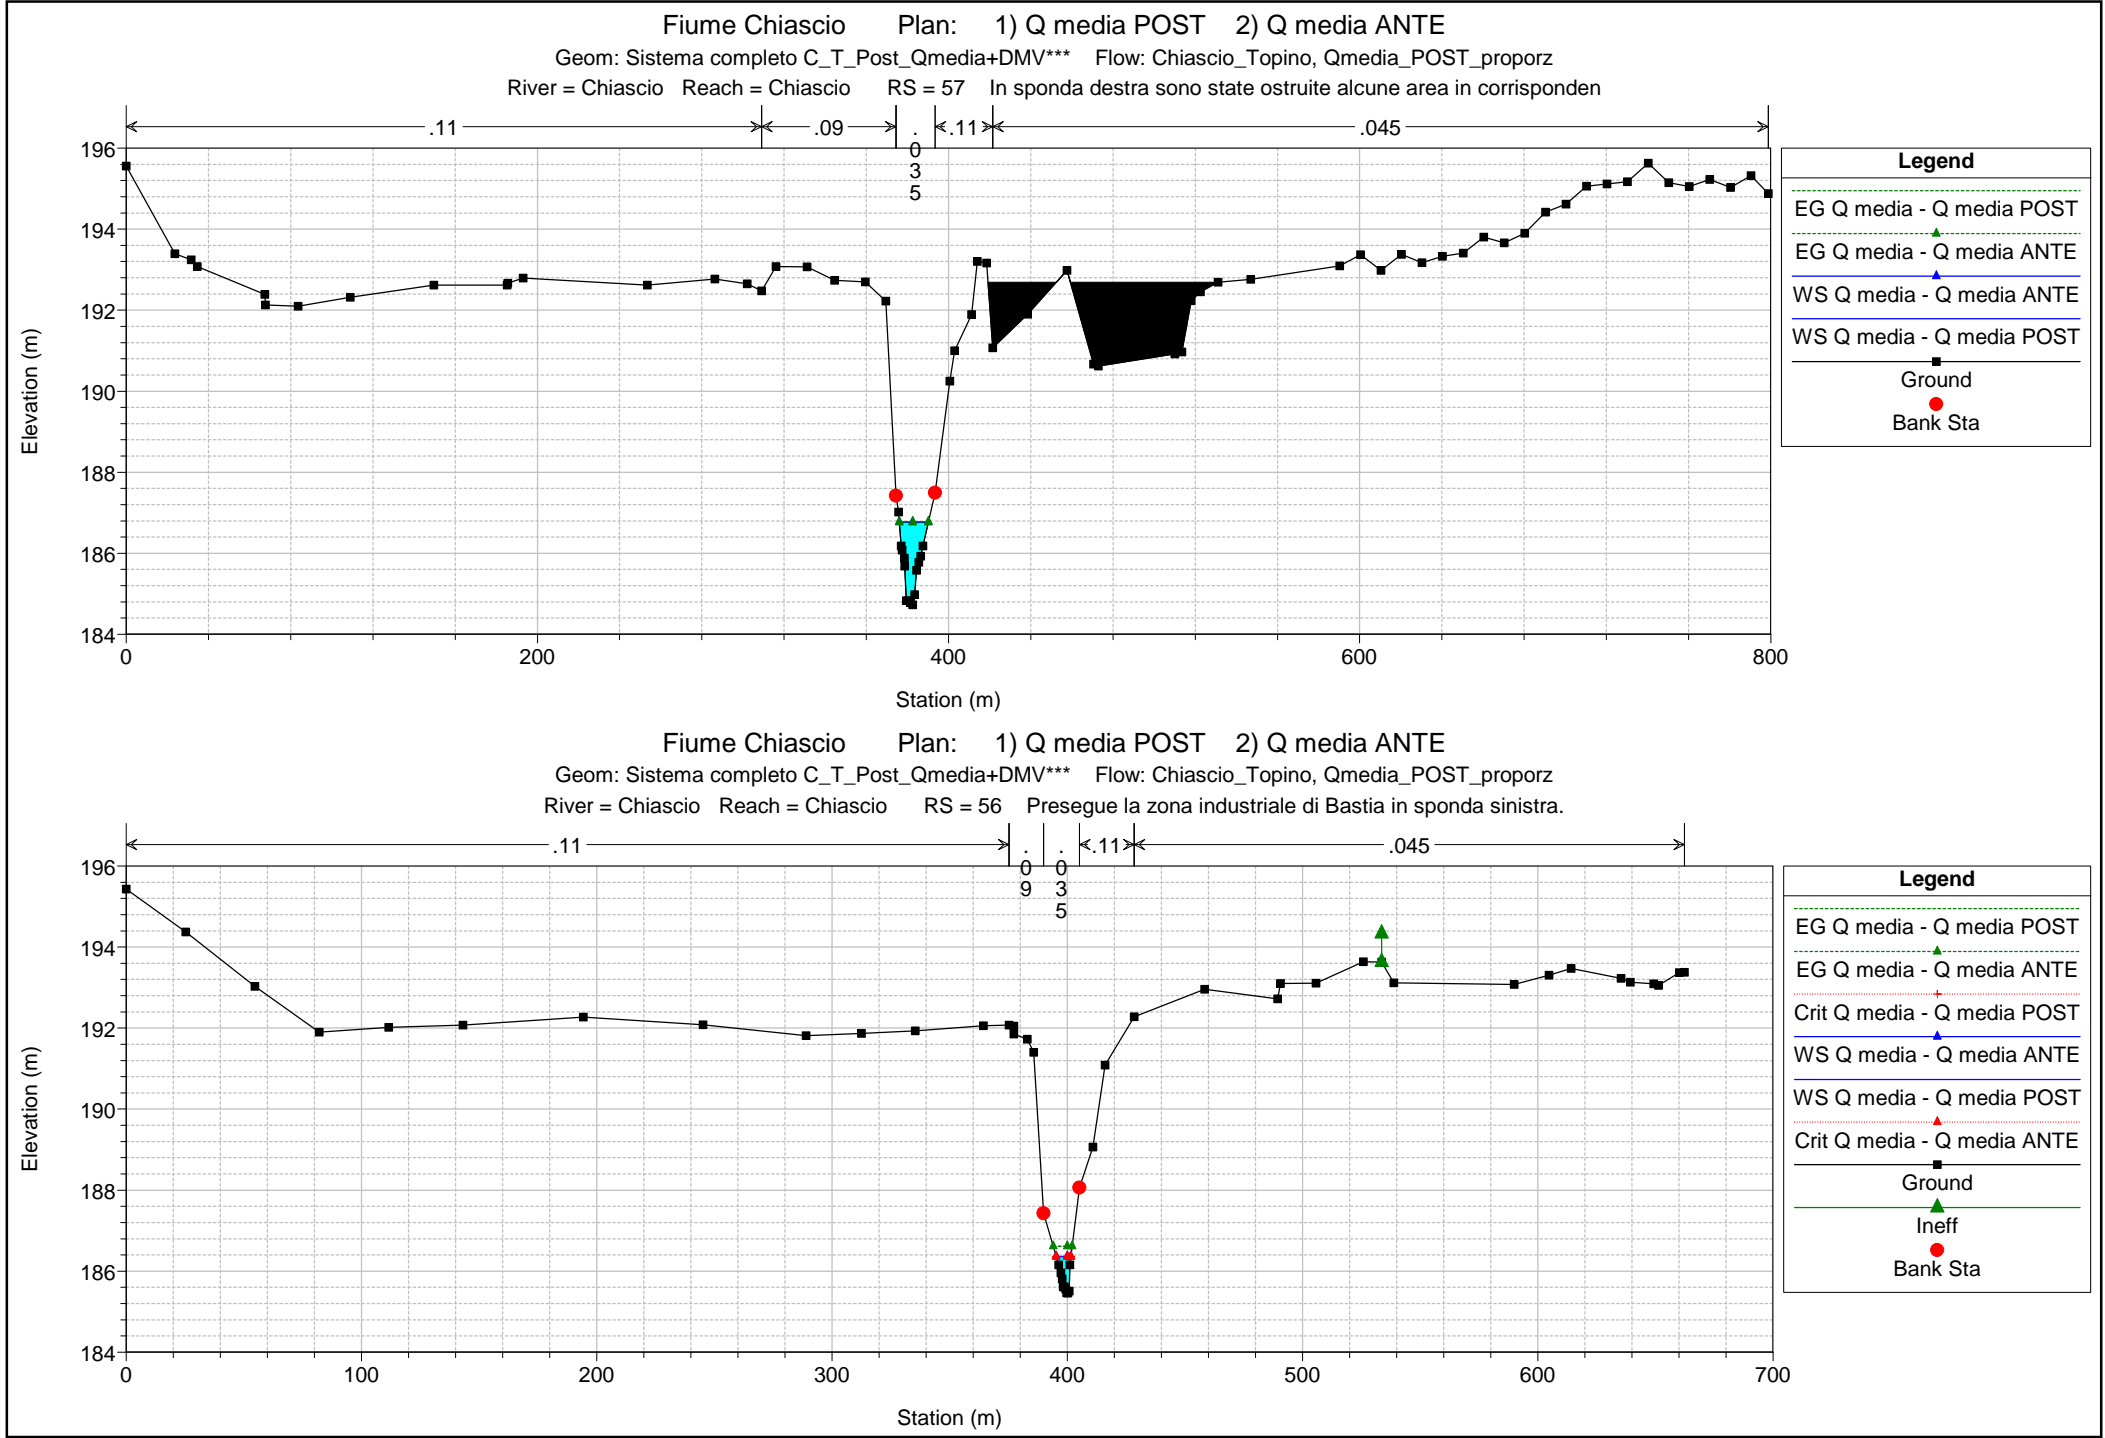 Fiume Chiascio Plan: 1) Q media POST 2) Q media ANTE
Geom: Sistema completo C_T_Post_Qmedia+DMV*** Flow: Chiascio_Topino, Qmedia_POST_proporz
River = Chiascio Reach = Chiascio RS = 57 In sponda destra sono state ostruite alcune area in corrisponden
.11 .09 .035 .11 .045
196
194
192
190
188
186
184
Elevation (m)
0 200 400 600 800
Station (m)
Legend
EG Q media - Q media POST
EG Q media - Q media ANTE
WS Q media - Q media ANTE
WS Q media - Q media POST
Ground
Bank Sta
Fiume Chiascio Plan: 1) Q media POST 2) Q media ANTE
Geom: Sistema completo C_T_Post_Qmedia+DMV*** Flow: Chiascio_Topino, Qmedia_POST_proporz
River = Chiascio Reach = Chiascio RS = 56 Presegue la zona industriale di Bastia in sponda sinistra.
.11 .09 .035 .11 .045
196
194
192
190
188
186
184
Elevation (m)
0 100 200 300 400 500 600 700
Station (m)
Legend
EG Q media - Q media POST
EG Q media - Q media ANTE
Crit Q media - Q media POST
WS Q media - Q media ANTE
WS Q media - Q media POST
Crit Q media - Q media ANTE
Ground
Ineff
Bank Sta